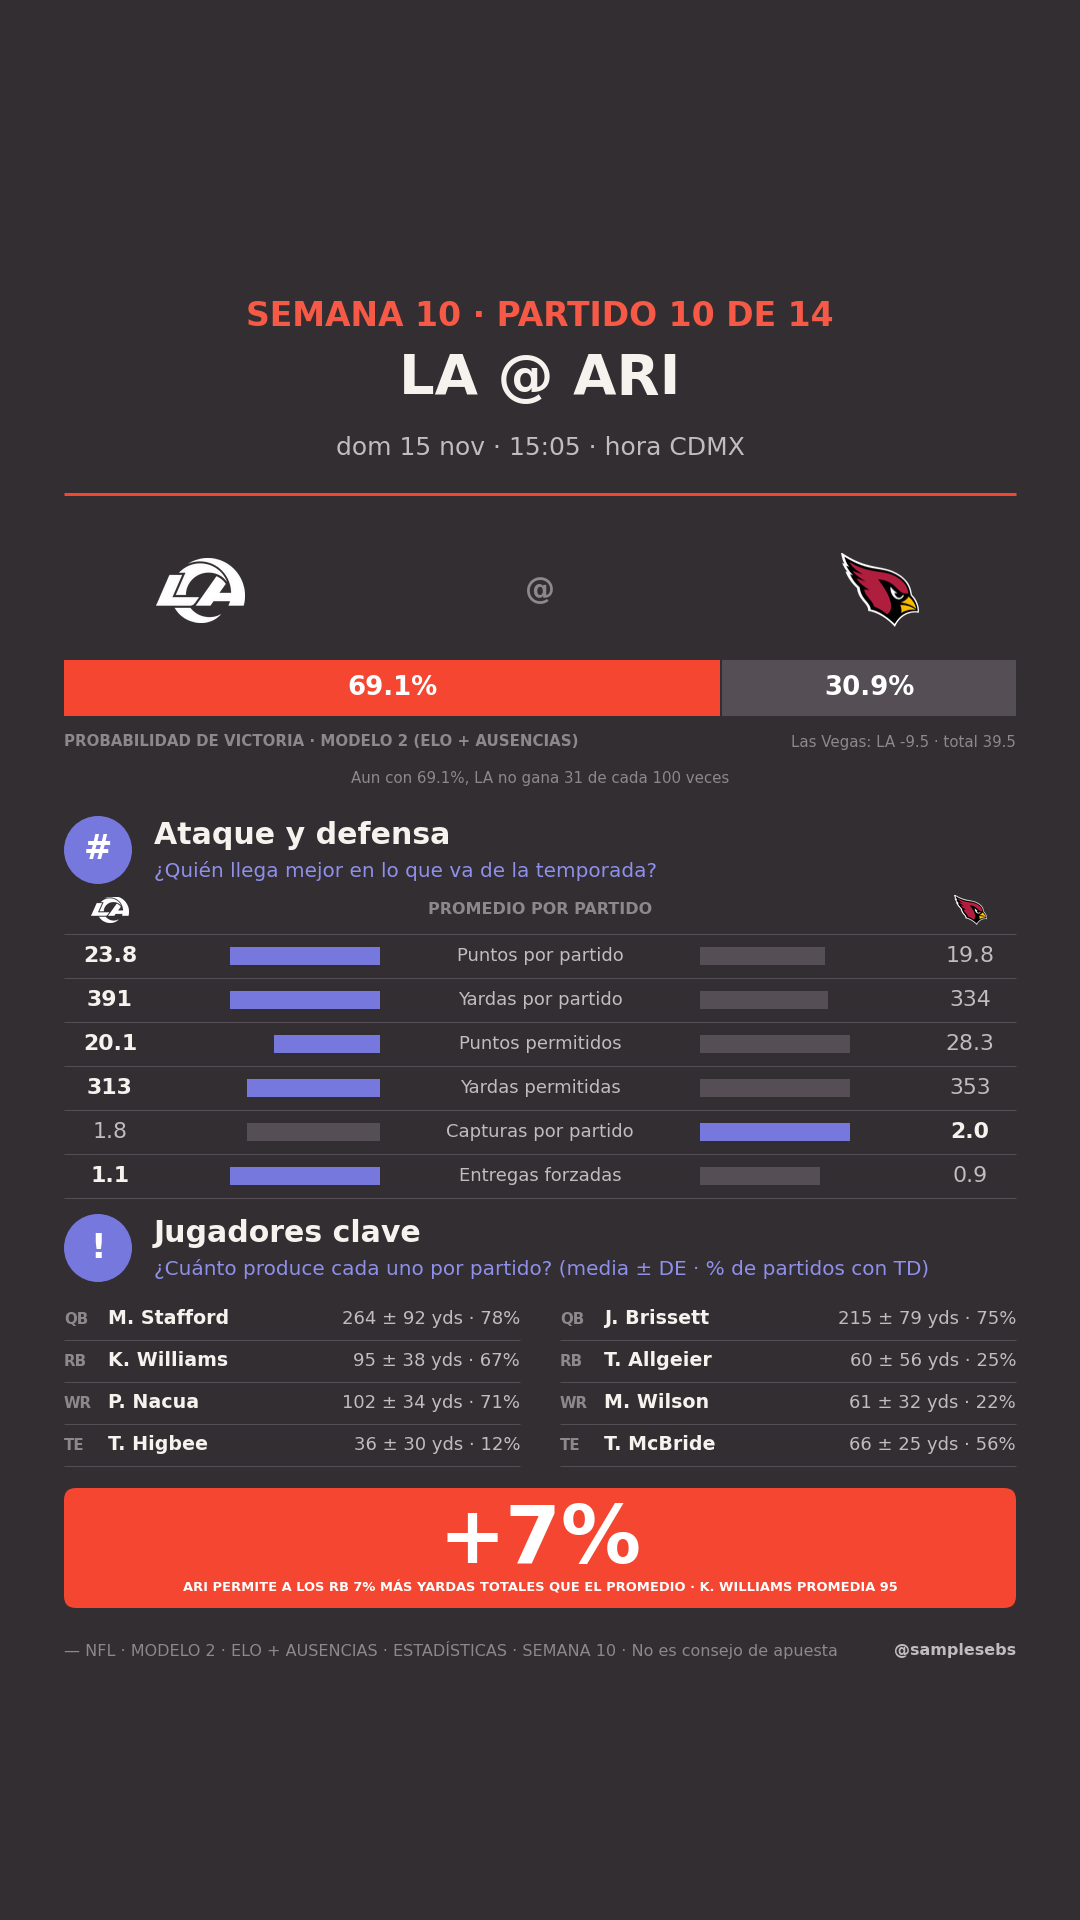 SEMANA 10 · PARTIDO 10 DE 14
LA @ ARI
dom 15 nov · 15:05 · hora CDMX
LA @
69.1% 30.9%
PROBABILIDAD DE VICTORIA · MODELO 2 (ELO + AUSENCIAS) Las Vegas: LA -9.5 · total 39.5
Aun con 69.1%, LA no gana 31 de cada 100 veces
# Ataque y defensa
¿Quién llega mejor en lo que va de la temporada?
LA PROMEDIO POR PARTIDO
23.8 Puntos por partido 19.8
391 Yardas por partido 334
20.1 Puntos permitidos 28.3
313 Yardas permitidas 353
1.8 Capturas por partido 2.0
1.1 Entregas forzadas 0.9
! Jugadores clave
¿Cuánto produce cada uno por partido? (media ± DE · % de partidos con TD)
QB M. Stafford 264 ± 92 yds · 78%
RB K. Williams 95 ± 38 yds · 67%
WR P. Nacua 102 ± 34 yds · 71%
TE T. Higbee 36 ± 30 yds · 12%
QB J. Brissett 215 ± 79 yds · 75%
RB T. Allgeier 60 ± 56 yds · 25%
WR M. Wilson 61 ± 32 yds · 22%
TE T. McBride 66 ± 25 yds · 56%
+7%
ARI PERMITE A LOS RB 7% MÁS YARDAS TOTALES QUE EL PROMEDIO · K. WILLIAMS PROMEDIA 95
— NFL · MODELO 2 · ELO + AUSENCIAS · ESTADÍSTICAS · SEMANA 10 · No es consejo de apuesta @samplesebs